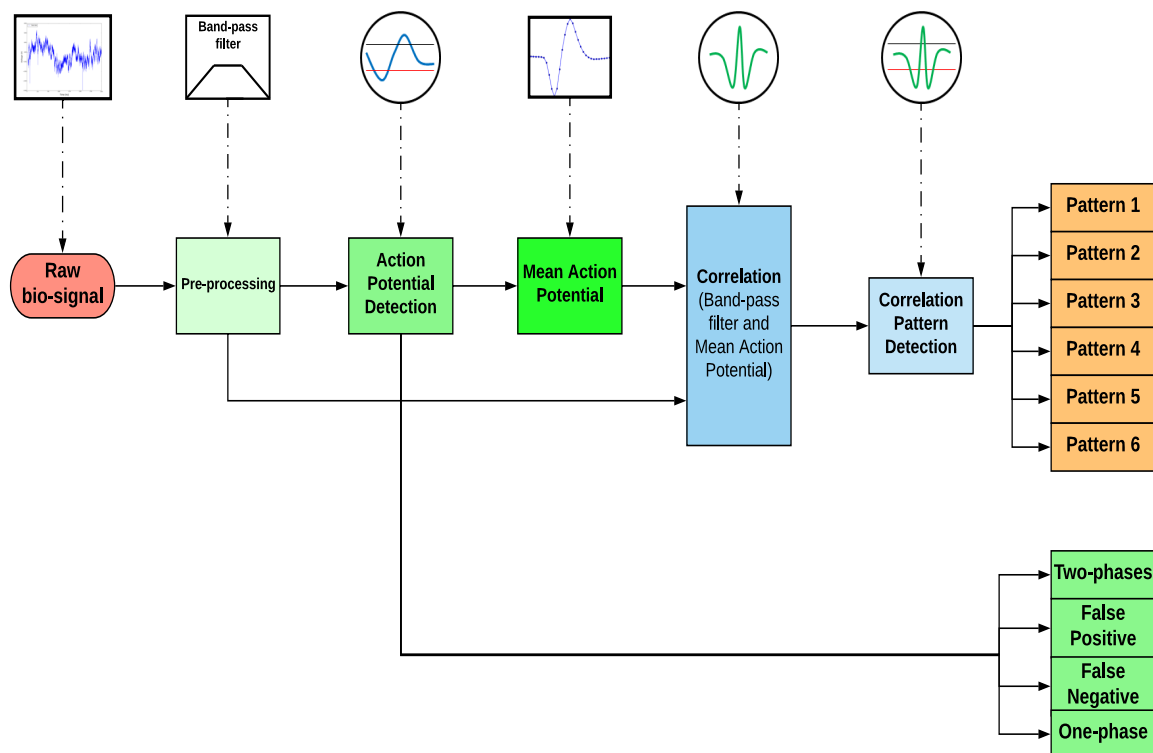 Band-pass
filter
Raw
bio-signal
Pre-processing
Action
Potential
Detection
Mean Action
Potential
Correlation
(Band-pass
filter and
Mean Action
Potential)
Correlation
Pattern
Detection
Pattern 1
Pattern 2
Pattern 3
Pattern 4
Pattern 5
Pattern 6
Two-phases
False
Positive
False
Negative
One-phase